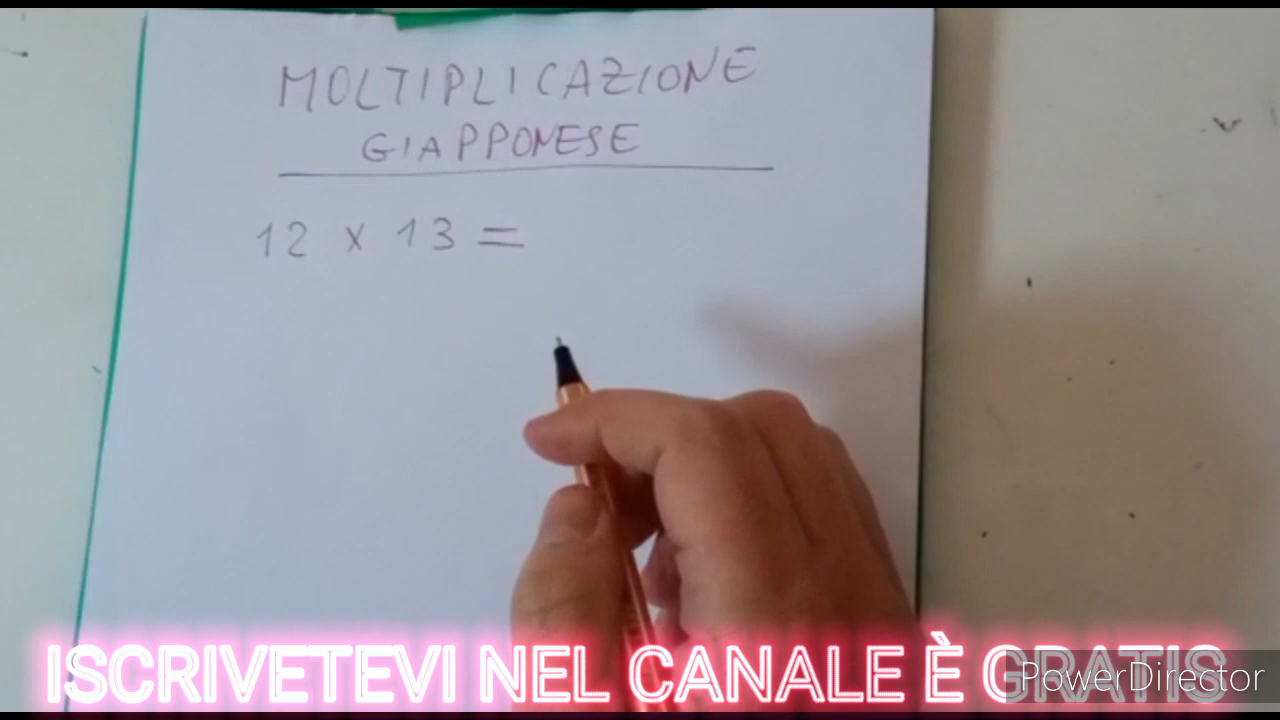 MOLTIPLICAZIONE
GIAPPONESE
12 x 13 =
ISCRIVETEVI NEL CANALE È GRATIS
PowerDirector